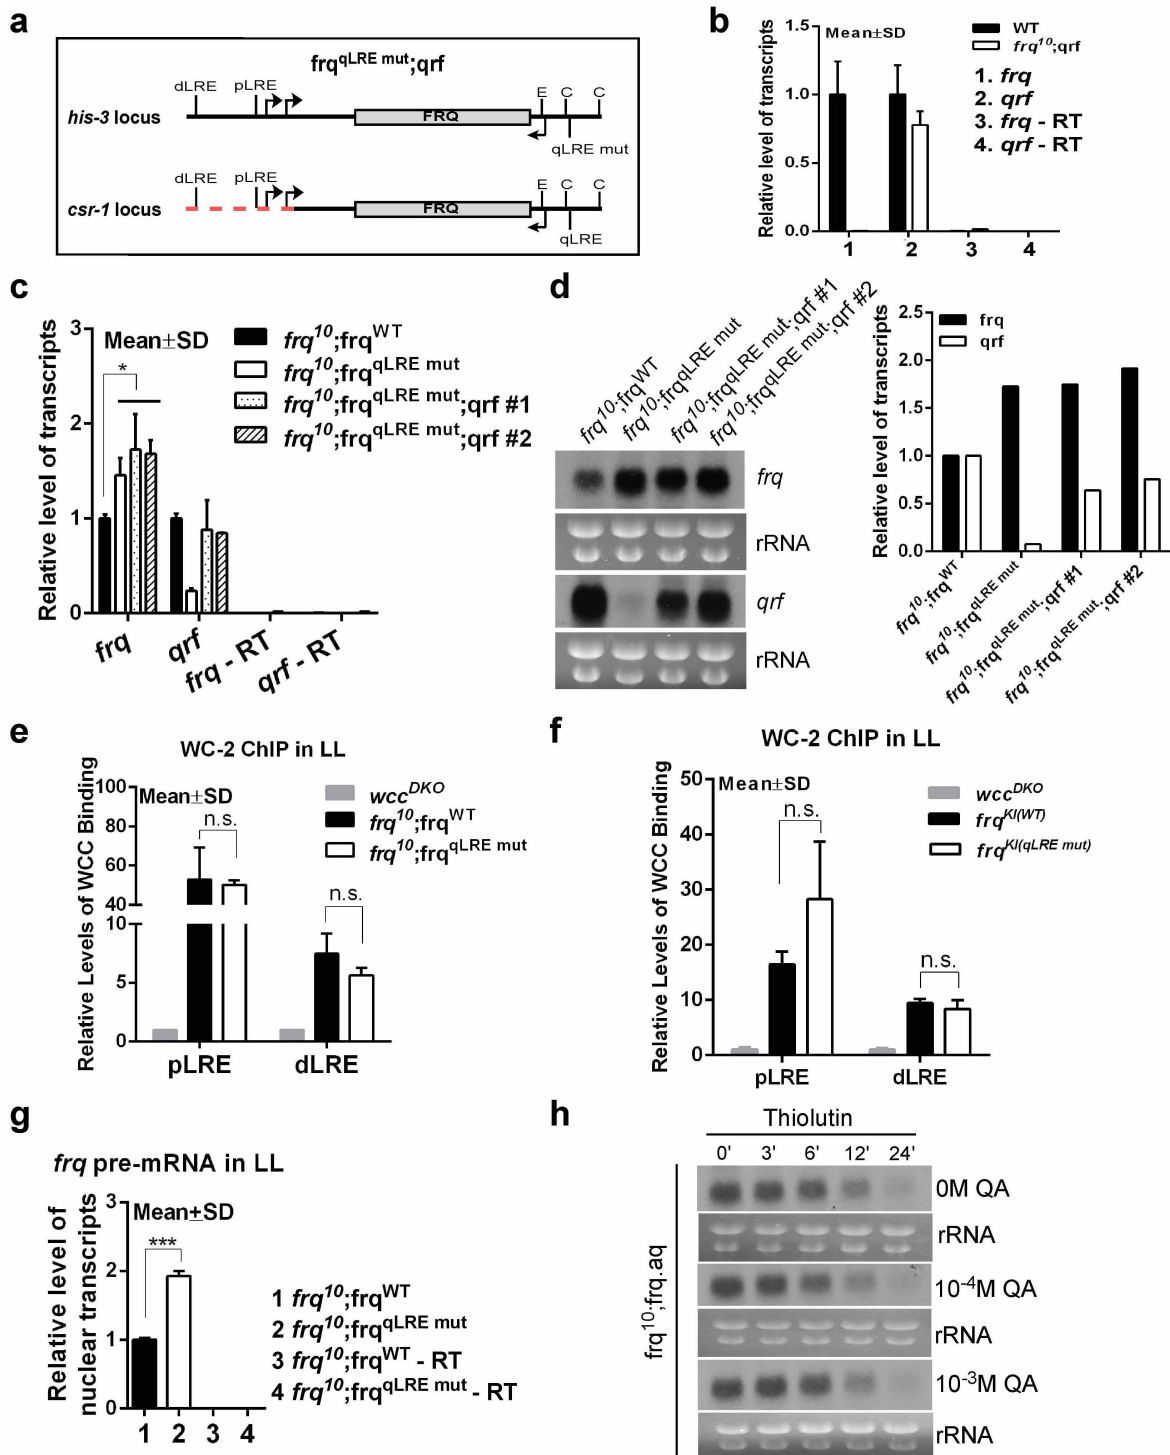 a
frq^qLRE mut;qrf
dLRE
pLRE
E C C
his-3 locus
FRQ
qLRE mut
dLRE
pLRE
E C C
csr-1 locus
FRQ
qLRE
b
Relative level of transcripts
1.5
1.0
0.5
0.0
Mean±SD
WT
frq^10;qrf
1. frq
2. qrf
3. frq - RT
4. qrf - RT
1 2 3 4
c
Relative level of transcripts
3
2
1
0
Mean±SD
*
frq^10;frq^WT
frq^10;frq^qLRE mut
frq^10;frq^qLRE mut;qrf #1
frq^10;frq^qLRE mut;qrf #2
frq
qrf
frq - RT
qrf - RT
d
frq^10;frq^WT
frq^10;frq^qLRE mut
frq^10;frq^qLRE mut;qrf #1
frq^10;frq^qLRE mut;qrf #2
frq
rRNA
qrf
rRNA
Relative level of transcripts
2.5
2.0
1.5
1.0
0.5
0.0
frq
qrf
frq^10;frq^WT
frq^10;frq^qLRE mut
frq^10;frq^qLRE mut;qrf #1
frq^10;frq^qLRE mut;qrf #2
e
WC-2 ChIP in LL
Relative Levels of WCC Binding
100
80
60
40
10
5
0
Mean±SD
n.s.
n.s.
wcc^DKO
frq^10;frq^WT
frq^10;frq^qLRE mut
pLRE dLRE
f
WC-2 ChIP in LL
Relative Levels of WCC Binding
50
40
30
20
10
0
Mean±SD
n.s.
n.s.
wcc^DKO
frq^KI(WT)
frq^KI(qLRE mut)
pLRE dLRE
g
frq pre-mRNA in LL
Relative level of
nuclear transcripts
3
2
1
0
Mean±SD
***
1 frq^10;frq^WT
2 frq^10;frq^qLRE mut
3 frq^10;frq^WT - RT
4 frq^10;frq^qLRE mut - RT
1 2 3 4
h
Thiolutin
0' 3' 6' 12' 24'
frq^10;frq.aq
0M QA
rRNA
10^-4M QA
rRNA
10^-3M QA
rRNA